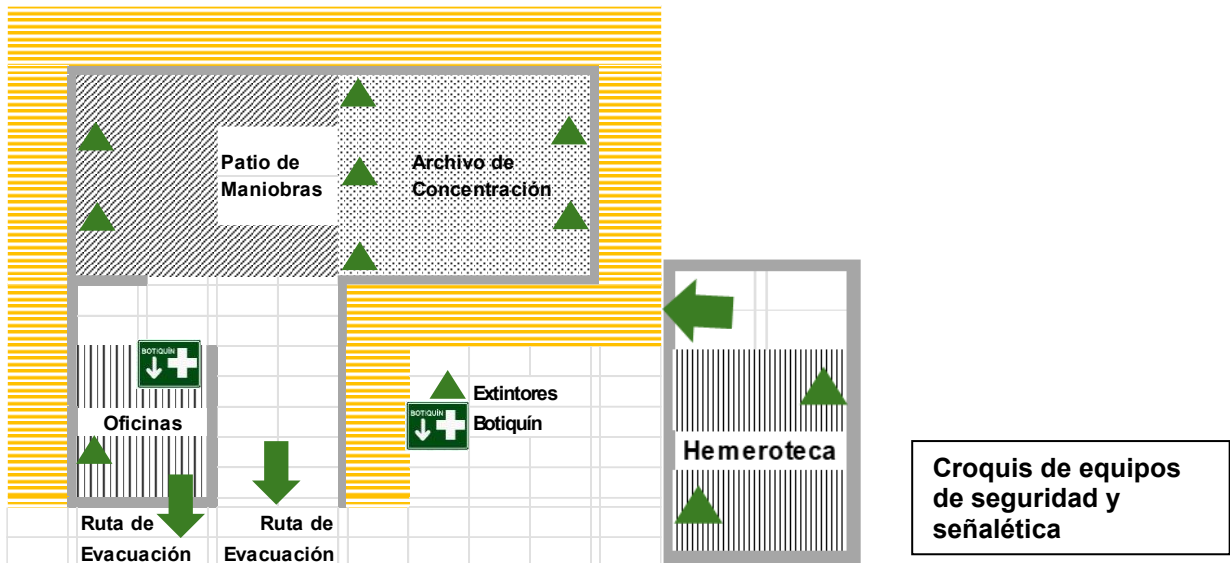 Patio de
Maniobras
Archivo de
Concentración
BOTIQUÍN
Oficinas
Extintores
BOTIQUÍN
Botiquín
Ruta de
Evacuación
Ruta de
Evacuación
Hemeroteca
Croquis de equipos
de seguridad y
señalética